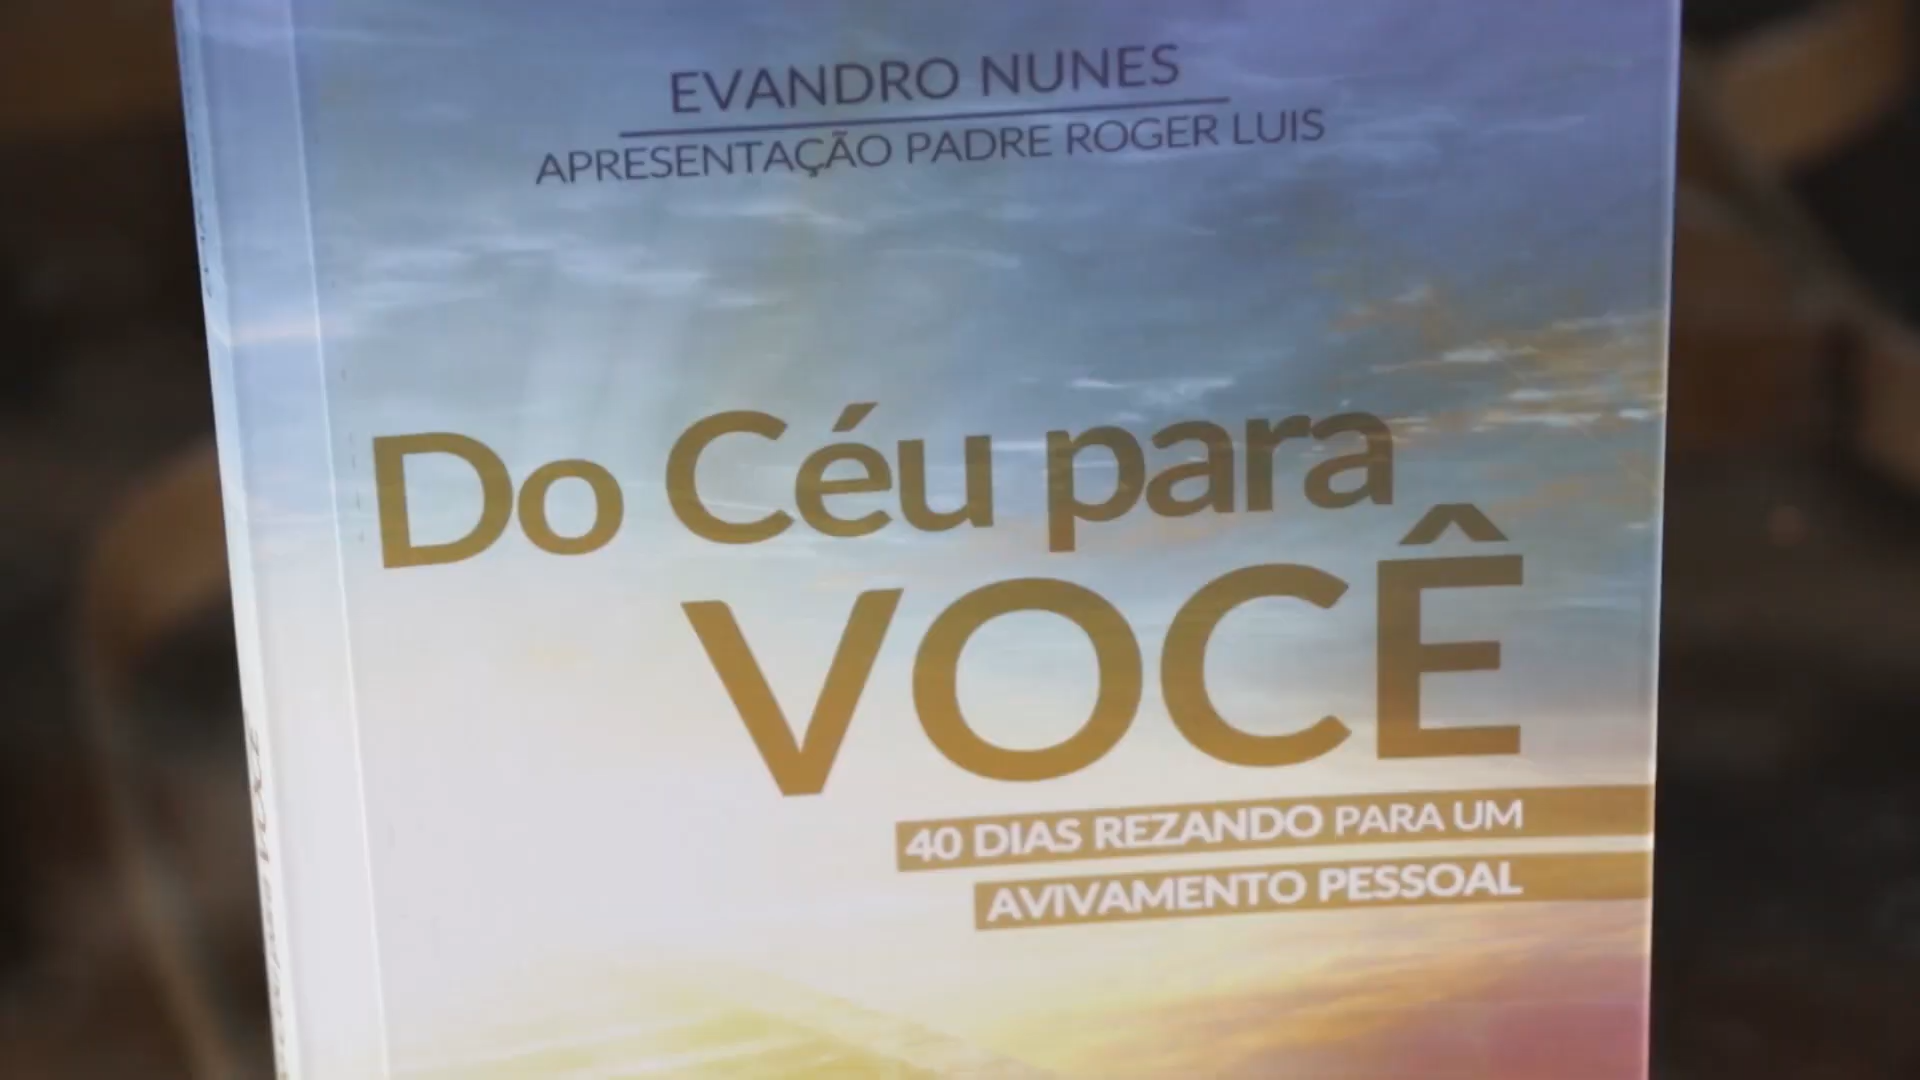 EVANDRO NUNES
APRESENTAÇÃO PADRE ROGER LUIS
Do Céu para
VOCÊ
40 DIAS REZANDO PARA UM
AVIVAMENTO PESSOAL